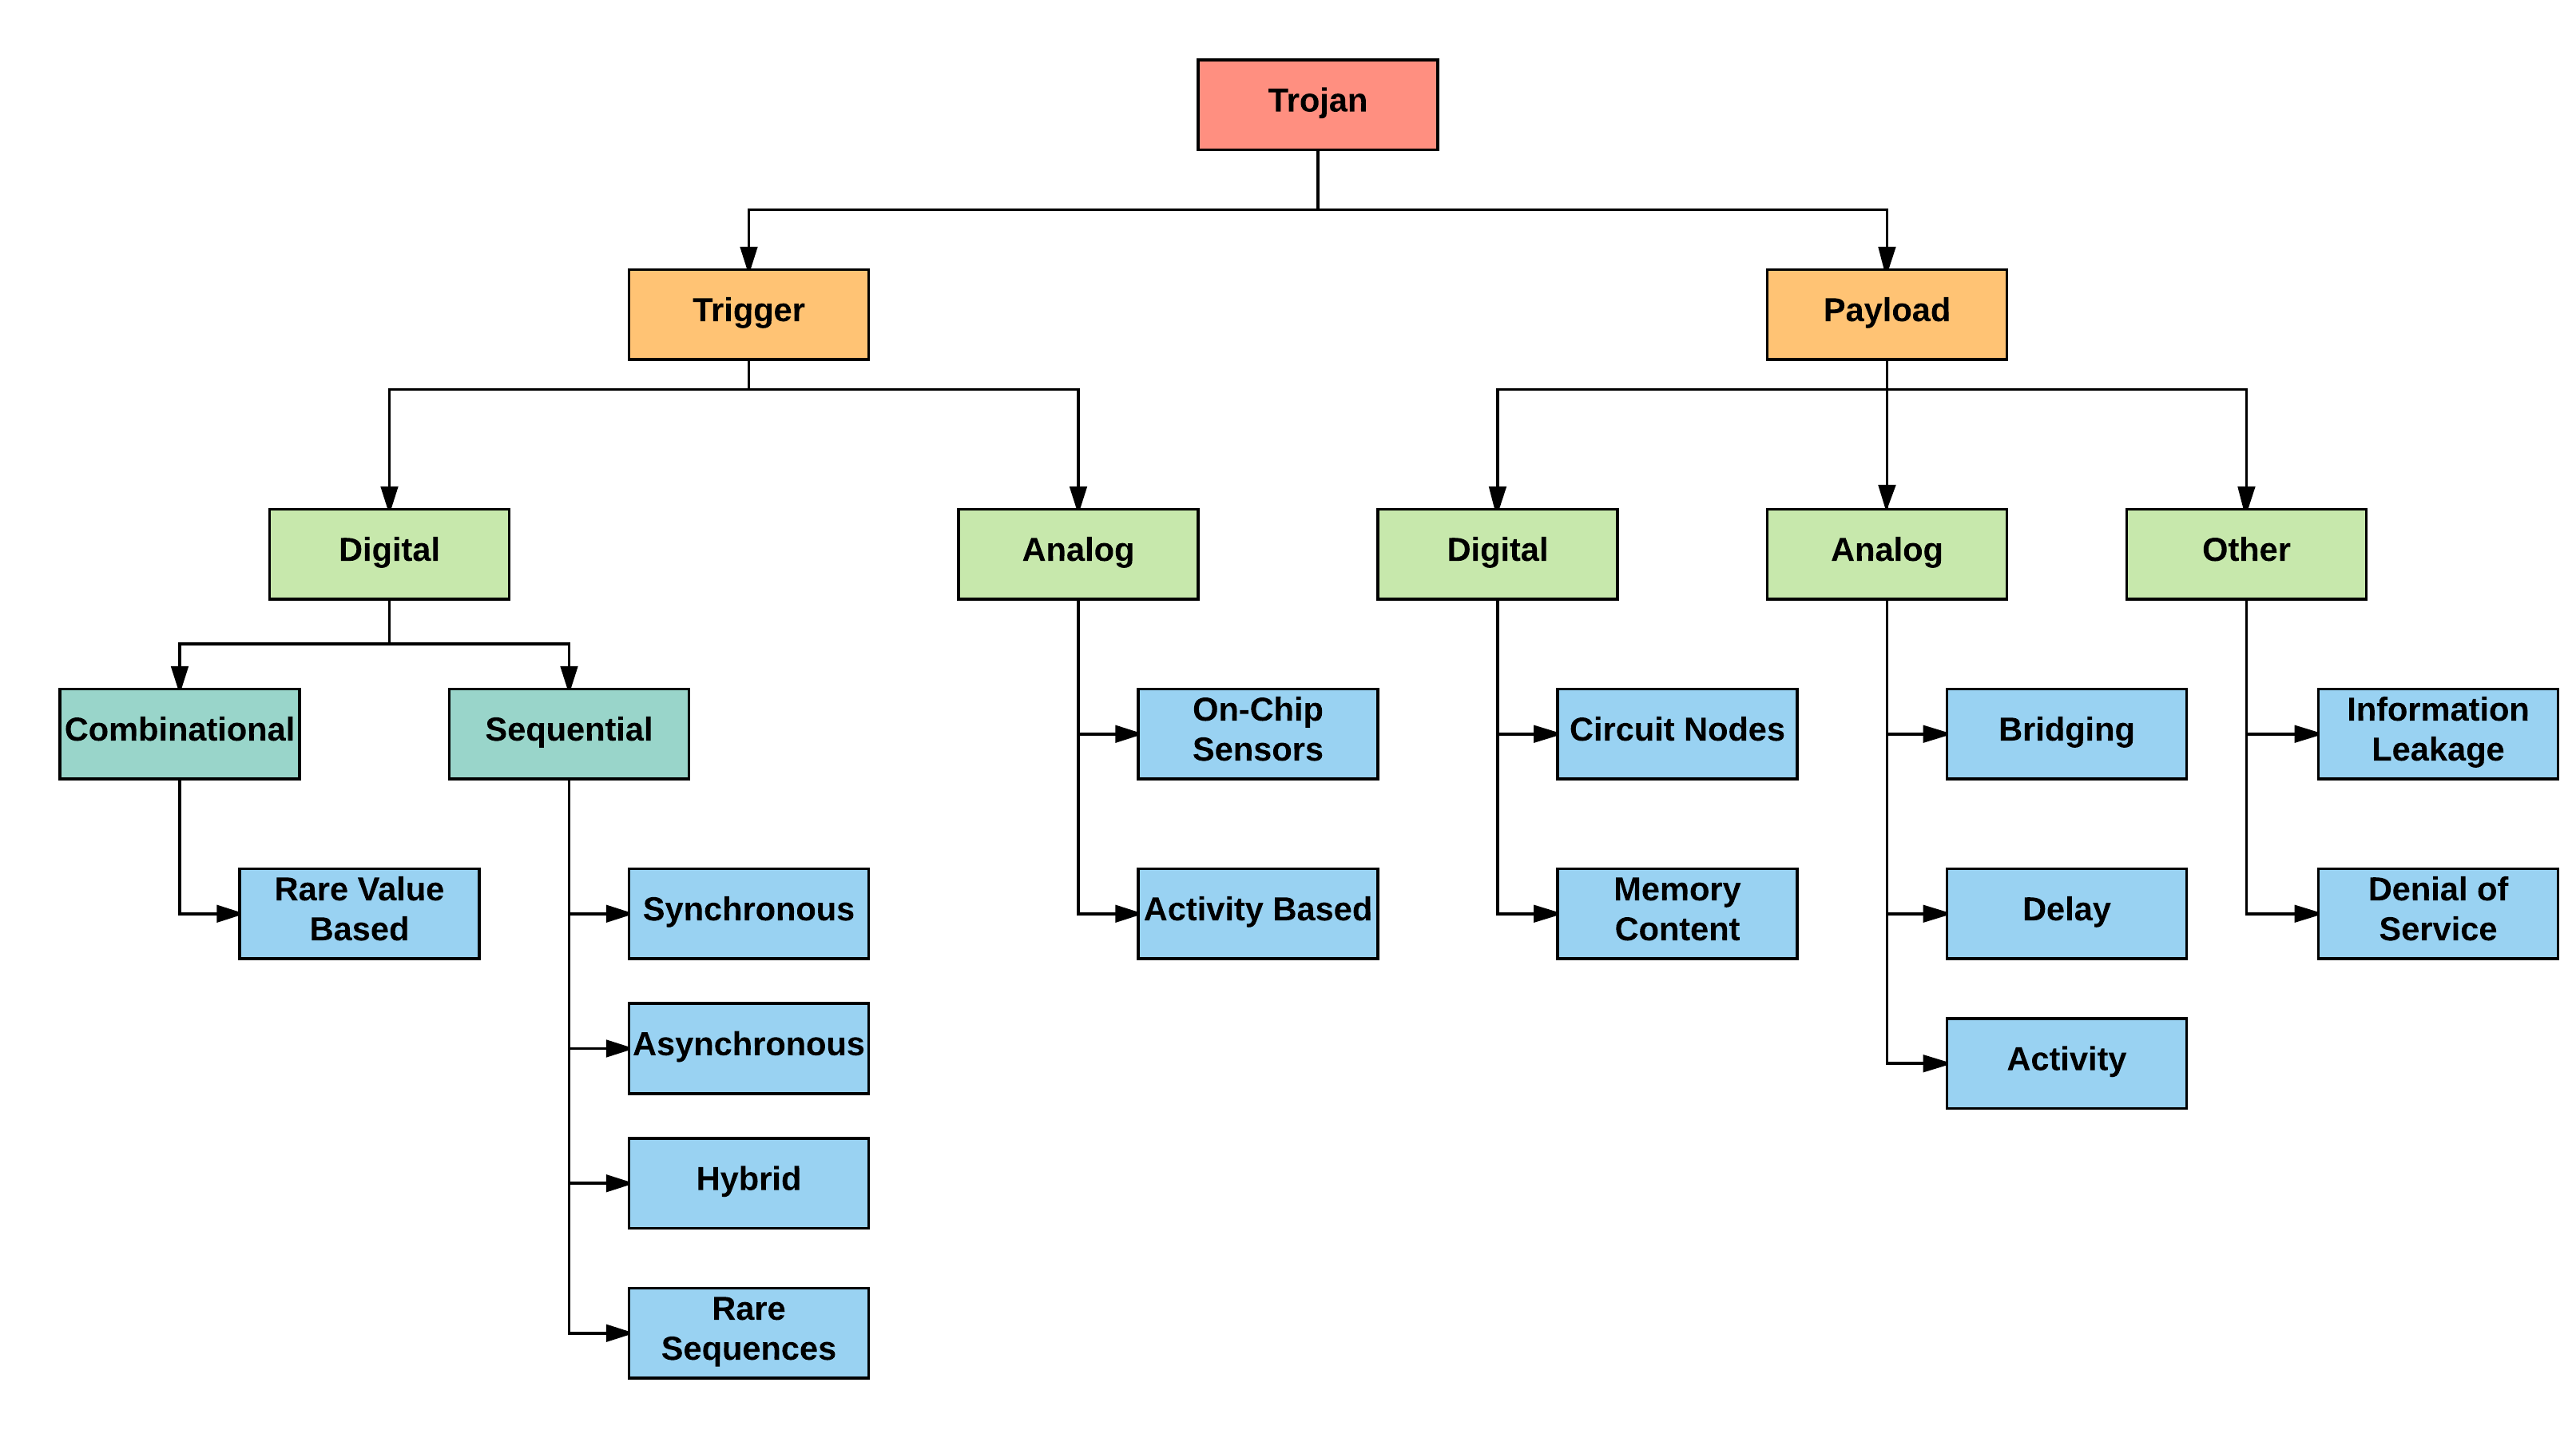 Trojan
Trigger
Payload
Digital
Analog
Digital
Analog
Other
Combinational
Sequential
On-Chip
Sensors
Circuit Nodes
Bridging
Information
Leakage
Rare Value
Based
Synchronous
Activity Based
Memory
Content
Delay
Denial of
Service
Asynchronous
Activity
Hybrid
Rare
Sequences